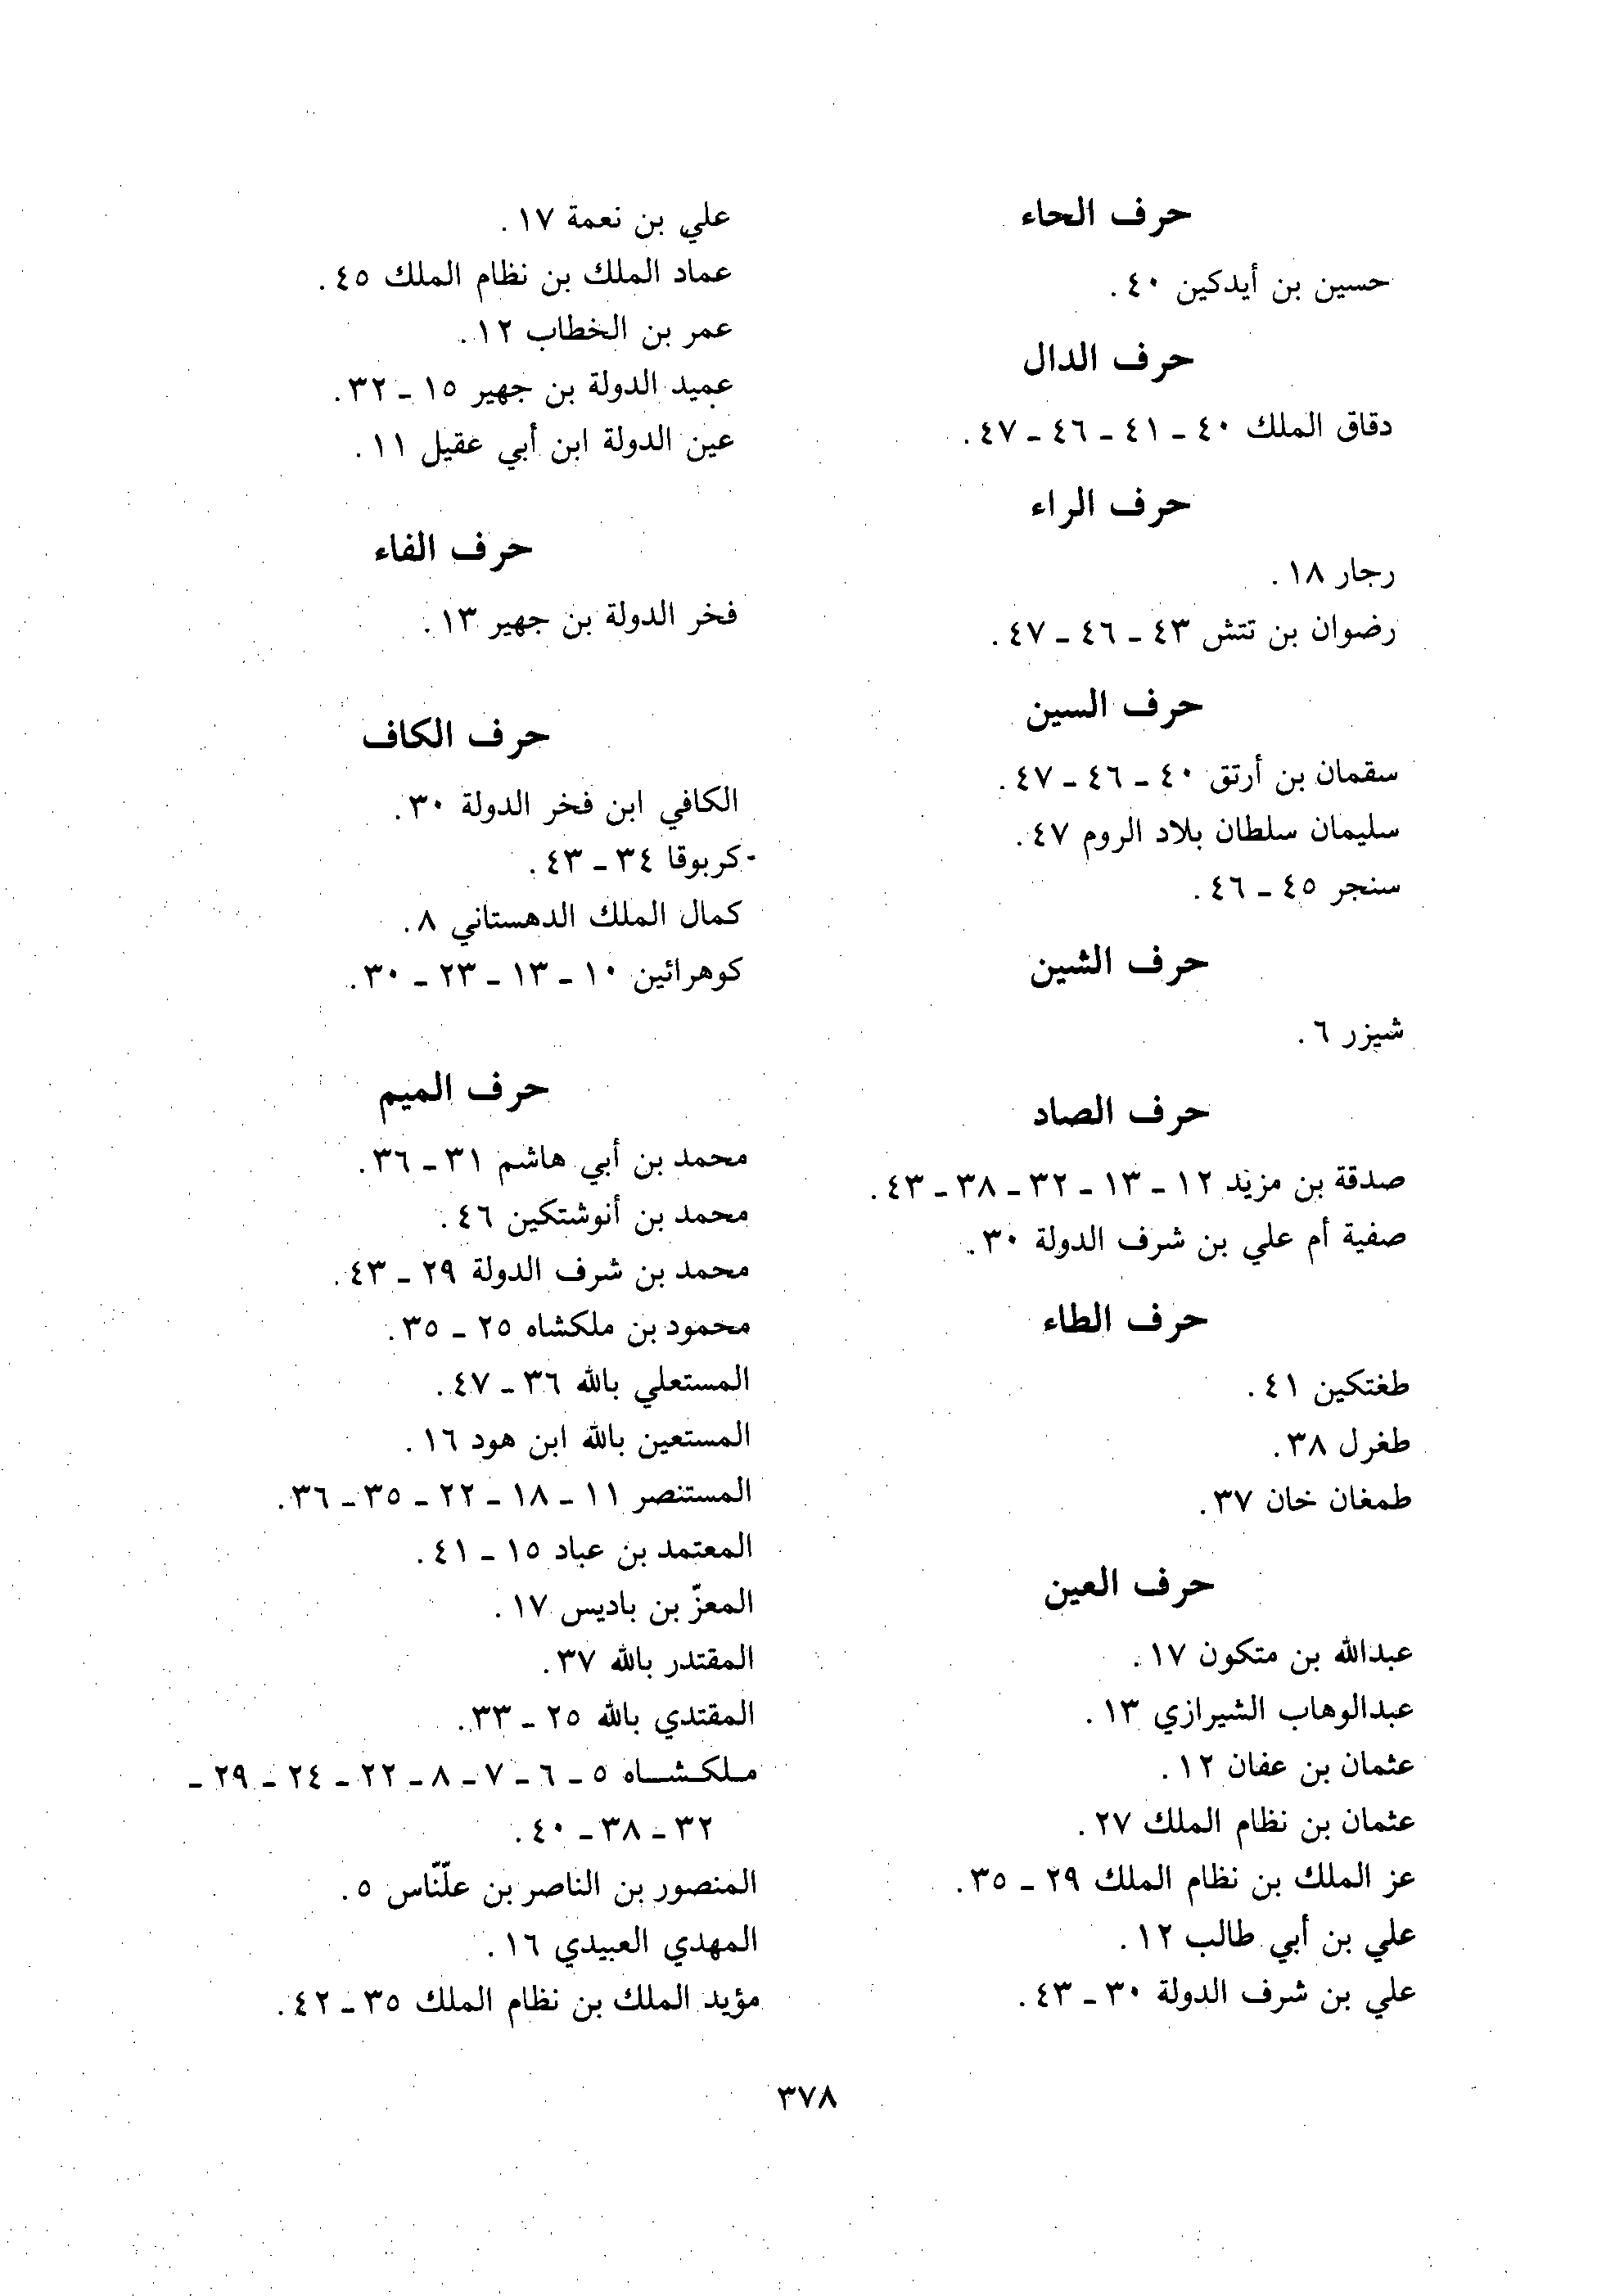 حرف الحاء
حسين بن أيدكين ٤٠.
حرف الدال
دقاق الملك ٤٠ ـ ٤١ ـ ٤٦ ـ ٤٧.
حرف الراء
رجار ١٨.
رضوان بن تتش ٤٣ ـ ٤٦ ـ ٤٧.
حرف السين
سقمان بن أرتق ٤٠ ـ ٤٦ ـ ٤٧.
سليمان سلطان بلاد الروم ٤٧.
سنجر ٤٥ ـ ٤٦.
حرف الشين
شيزر ٦.
حرف الصاد
صدقة بن مزيد ١٢ ـ ١٣ ـ ٣٢ ـ ٣٨ ـ ٤٣.
صفية أم علي بن شرف الدولة ٣٠.
حرف الطاء
طغتكين ٤١.
طغرل ٣٨.
طمغان خان ٣٧.
حرف العين
عبدالله بن متكون ١٧.
عبدالوهاب الشيرازي ١٣.
عثمان بن عفان ١٢.
عثمان بن نظام الملك ٢٧.
عز الملك بن نظام الملك ٢٩ ـ ٣٥.
علي بن أبي طالب ١٢.
علي بن شرف الدولة ٣٠ ـ ٤٣.
علي بن نعمة ١٧.
عماد الملك بن نظام الملك ٤٥.
عمر بن الخطاب ١٢.
عميد الدولة بن جهير ١٥ ـ ٣٢.
عين الدولة ابن أبي عقيل ١١.
حرف الفاء
فخر الدولة بن جهير ١٣.
حرف الكاف
الكافي ابن فخر الدولة ٣٠.
كربوقا ٣٤ ـ ٤٣.
كمال الملك الدهستاني ٨.
كوهرائين ١٠ ـ ١٣ ـ ٢٣ ـ ٣٠.
حرف الميم
محمد بن أبي هاشم ٣١ ـ ٣٦.
محمد بن أنوشتكين ٤٦.
محمد بن شرف الدولة ٢٩ ـ ٤٣.
محمود بن ملكشاه ٢٥ ـ ٣٥.
المستعلي بالله ٣٦ ـ ٤٧.
المستعين بالله ابن هود ١٦.
المستنصر ١١ ـ ١٨ ـ ٢٢ ـ ٣٥ ـ ٣٦.
المعتمد بن عباد ١٥ ـ ٤١.
المعزّ بن باديس ١٧.
المقتدر بالله ٣٧.
المقتدي بالله ٢٥ ـ ٣٣.
ملكشاه ٥ ـ ٦ ـ ٧ ـ ٨ ـ ٢٢ ـ ٢٤ ـ ٢٩ ـ
٣٢ ـ ٣٨ ـ ٤٠.
المنصور بن الناصر بن علّنّاس ٥.
المهدي العبيدي ١٦.
مؤيد الملك بن نظام الملك ٣٥ ـ ٤٢.
٣٧٨